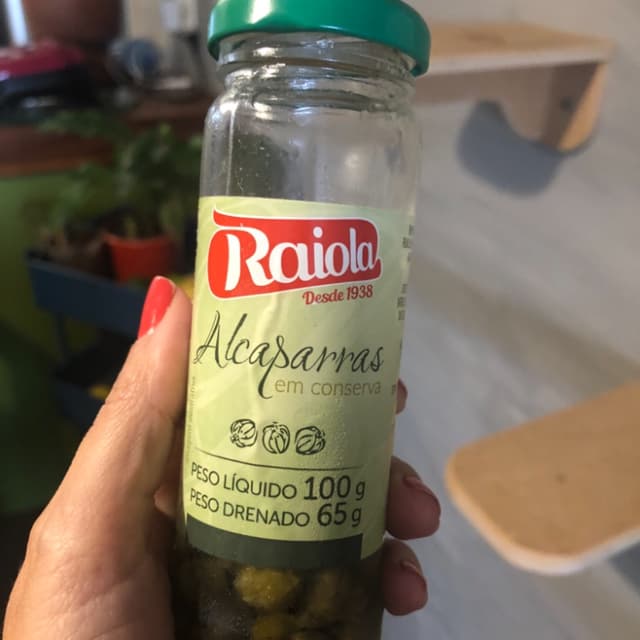 Raiola
Desde 1938
Alcaparras
em conserva
PESO LÍQUIDO 100 g
PESO DRENADO 65 g